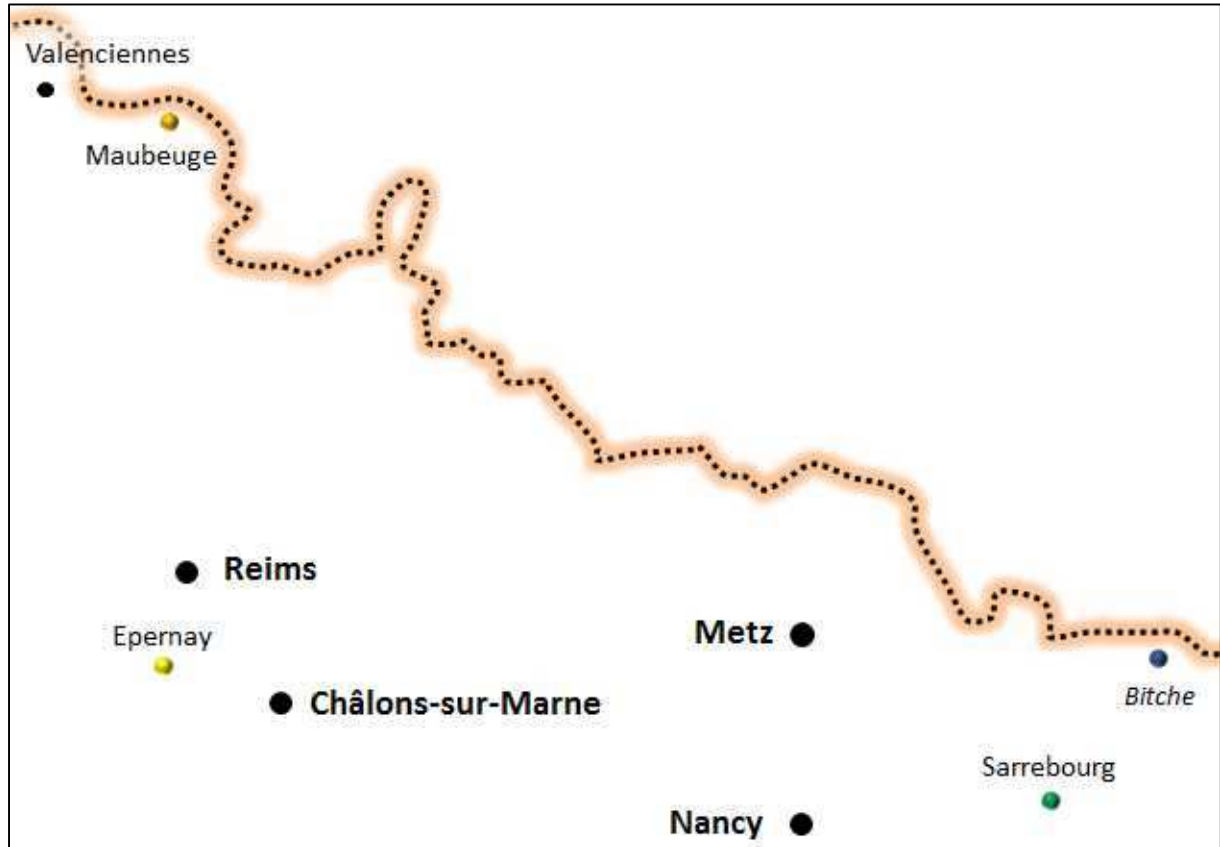 Valenciennes
Maubeuge
Reims
Epernay
Metz
Châlons-sur-Marne
Bitche
Sarrebourg
Nancy